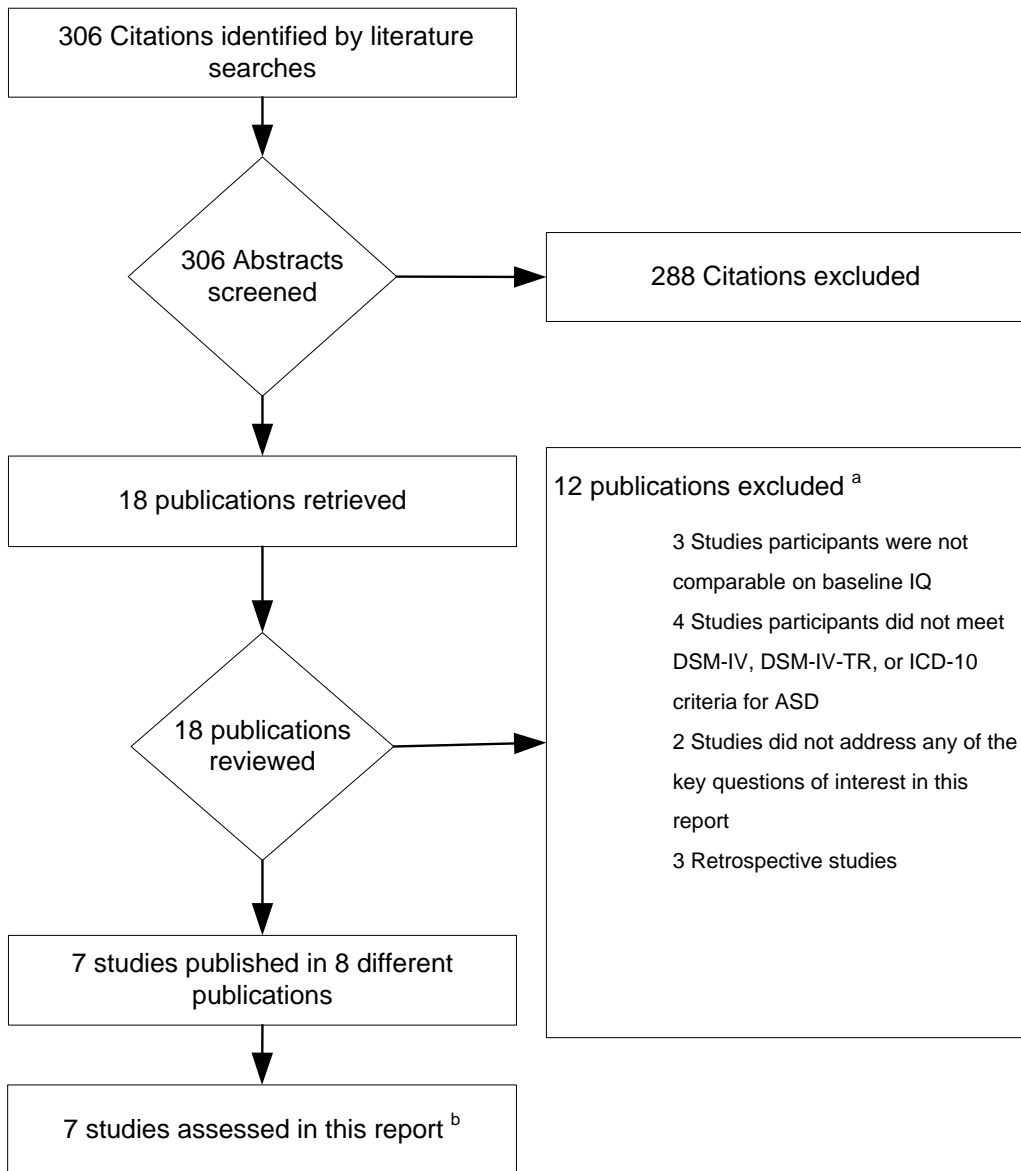 306 Citations identified by literature
searches
306 Abstracts
screened
288 Citations excluded
18 publications retrieved
12 publications excluded a
3 Studies participants were not
comparable on baseline IQ
4 Studies participants did not meet
DSM-IV, DSM-IV-TR, or ICD-10
criteria for ASD
2 Studies did not address any of the
key questions of interest in this
report
3 Retrospective studies
18 publications
reviewed
7 studies published in 8 different
publications
7 studies assessed in this report b